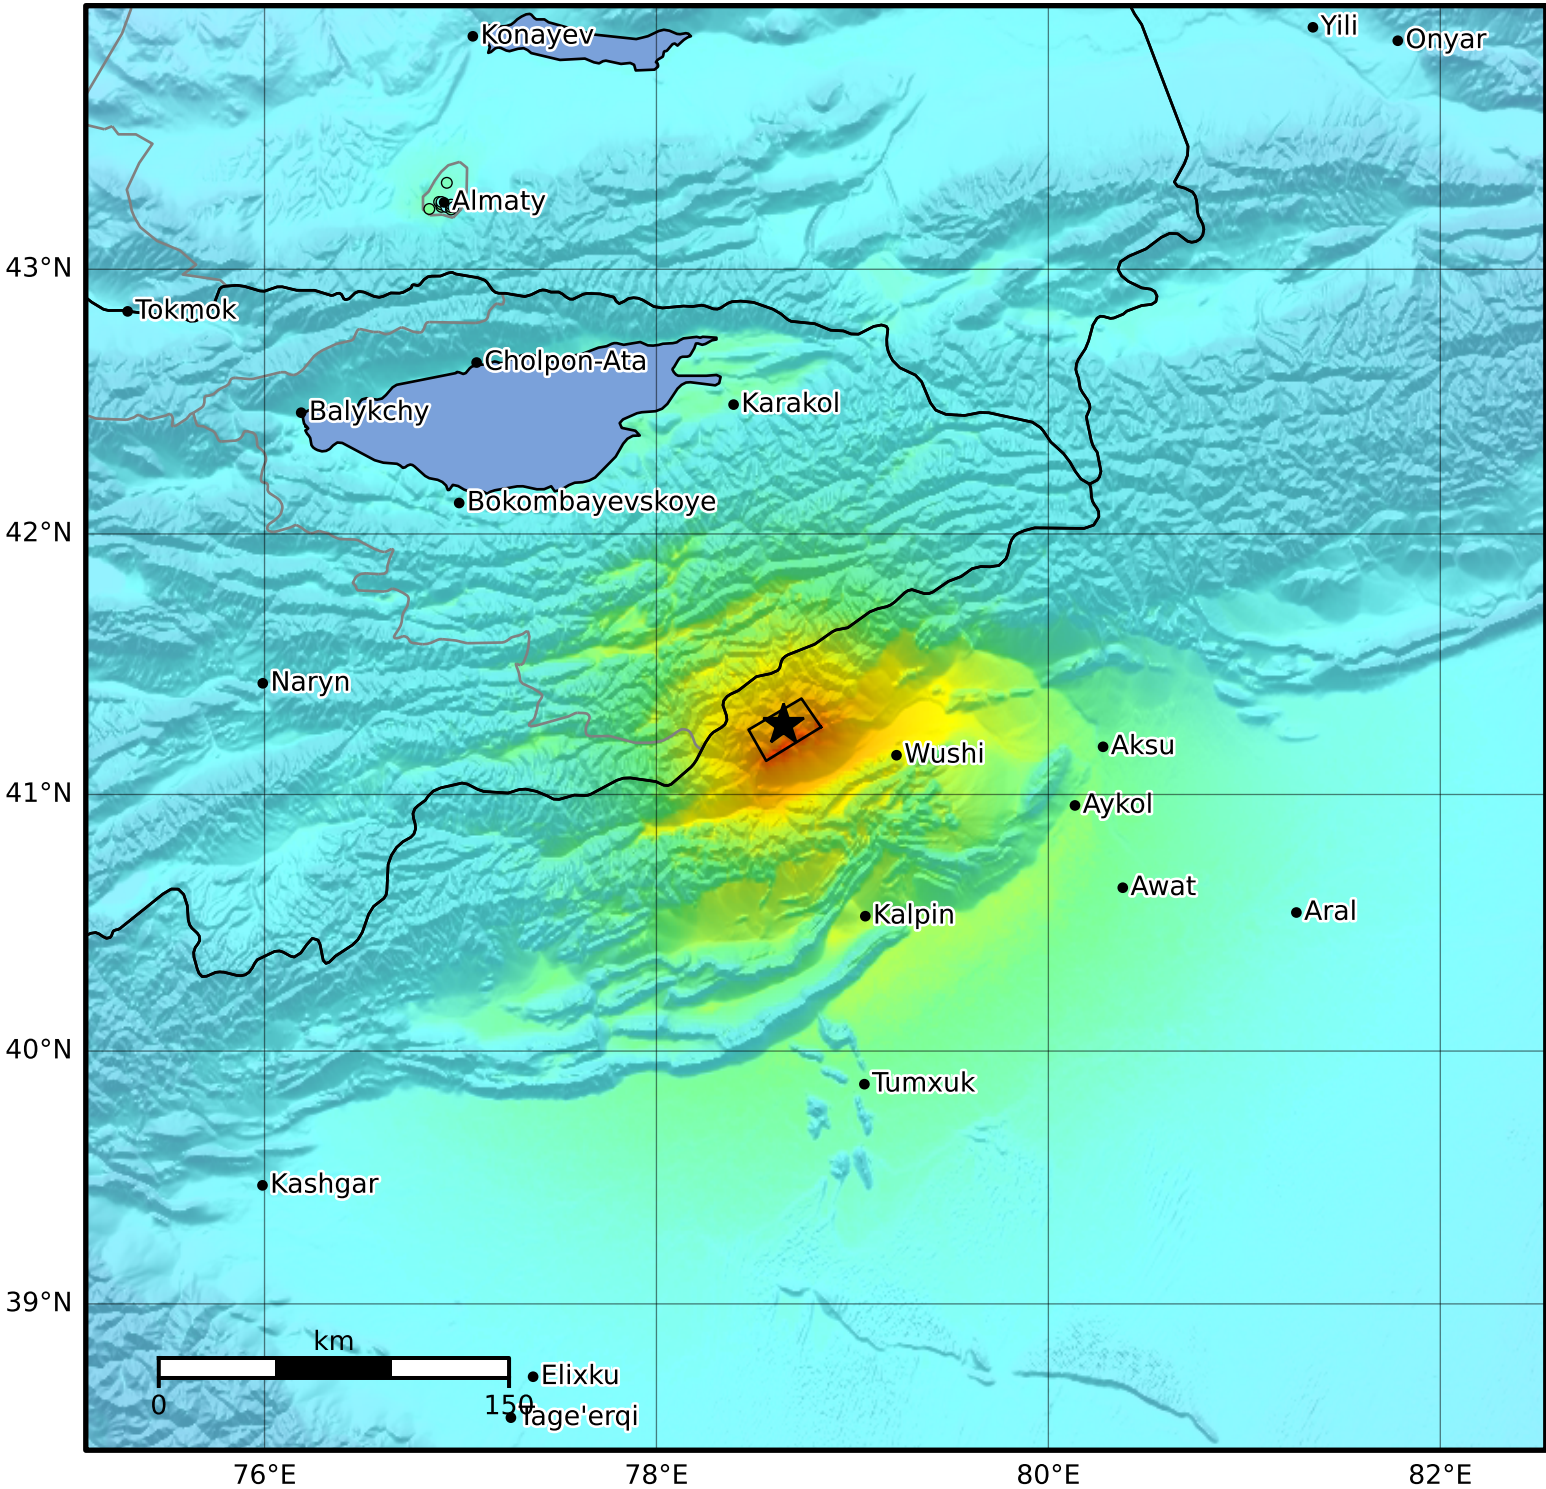 Konayev
Yili
Onyar
Almaty
43°N
Tokmok
Cholpon-Ata
Balykchy
Karakol
Bokombayevskoye
42°N
Naryn
Wushi
Aksu
41°N
Aykol
Awat
Kalpin
Aral
40°N
Tumxuk
Kashgar
39°N
km
Elixku
0
150
Yage'erqi
76°E
78°E
80°E
82°E